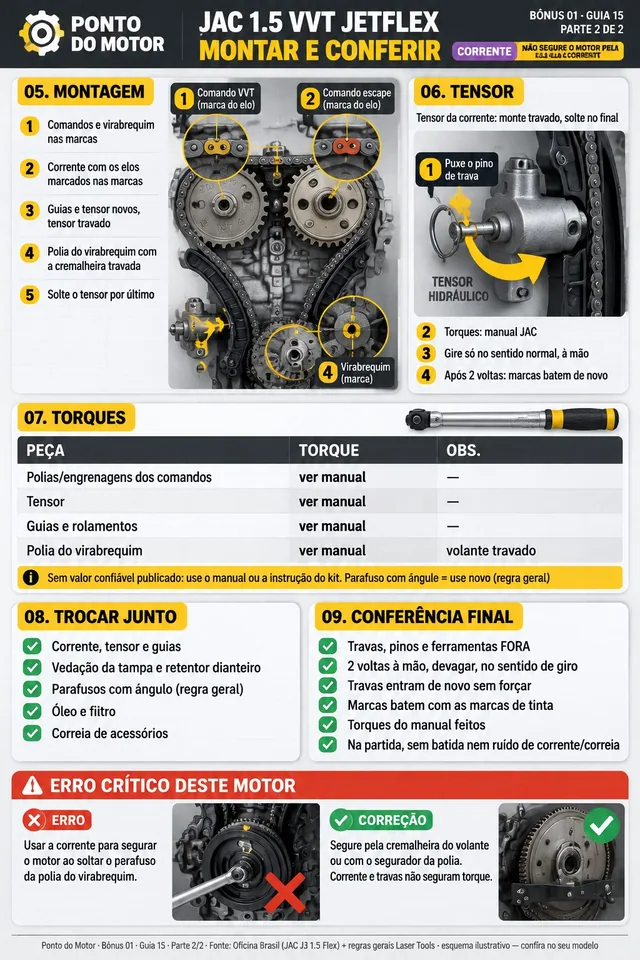 PONTO
DO MOTOR
JAC 1.5 VVT JETFLEX
MONTAR E CONFERIR
BÓNUS 01 · GUIA 15
PARTE 2 DE 2
CORRENTE
NÃO SEGURE O MOTOR PELA
CORRENTE
05. MONTAGEM
1 Comandos e virabrequim
nas marcas
2 Corrente com os elos
marcados nas marcas
3 Guias e tensor novos,
tensor travado
4 Polia do virabrequim com
a cremalheira travada
5 Solte o tensor por último
1 Comando VVT
(marca do elo)
2 Comando escape
(marca do elo)
4 Virabrequim
(marca)
06. TENSOR
Tensor da corrente: monte travado, solte no final
1 Puxe o pino
de trava
TENSOR
HIDRÁULICO
2 Torques: manual JAC
3 Gire só no sentido normal, à mão
4 Após 2 voltas: marcas batem de novo
07. TORQUES
PEÇA TORQUE OBS.
Polias/engrenagens dos comandos ver manual —
Tensor ver manual —
Guias e rolamentos ver manual —
Polia do virabrequim ver manual volante travado
i Sem valor confiável publicado: use o manual ou a instrução do kit. Parafuso com ángule = use novo (regra geral)
08. TROCAR JUNTO
Corrente, tensor e guias
Vedação da tampa e retentor dianteiro
Parafusos com ángulo (regra geral)
Óleo e fiitro
Correia de acessórios
09. CONFERÊNCIA FINAL
Travas, pinos e ferramentas FORA
2 voltas à mão, devagar, no sentido de giro
Travas entram de novo sem forçar
Marcas batem com as marcas de tinta
Torques do manual feitos
Na partida, sem batida nem ruído de corrente/correia
ERRO CRÍTICO DESTE MOTOR
ERRO
Usar a corrente para segurar
o motor ao soltar o perafuso
da polia do virabrequim.
CORREÇÃO
Segure pela cremalheira do volante
ou com o segurador da polia.
Corrente e travas não seguram torque.
Ponto do Motor · Bónus 01 · Guia 15 · Parte 2/2 · Fonte: Oficina Brasil (JAC J3 1.5 Flex) + regras gerais Laser Tools - esquema ilustrativo — confira no seu modelo